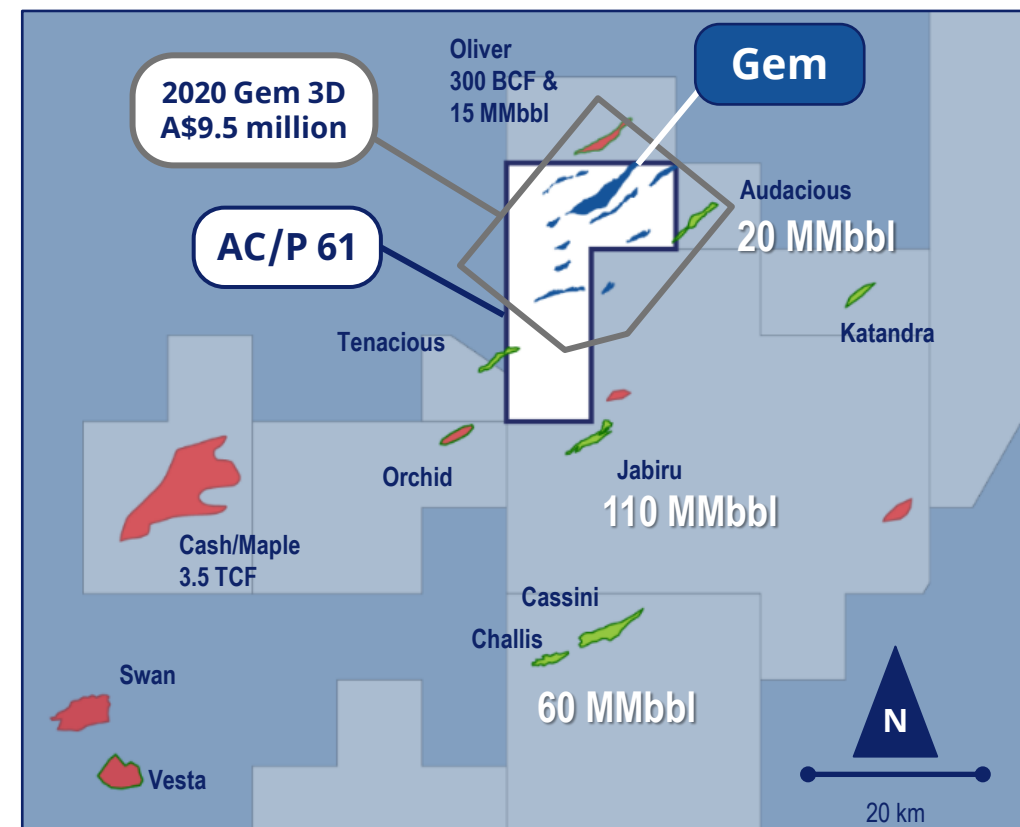 Oliver
300 BCF &
15 MMbbl
Gem
2020 Gem 3D
A$9.5 million
Audacious
20 MMbbl
AC/P 61
Katandra
Tenacious
Orchid
Jabiru
110 MMbbl
Cash/Maple
3.5 TCF
Cassini
Challis
60 MMbbl
Swan
Vesta
N
20 km